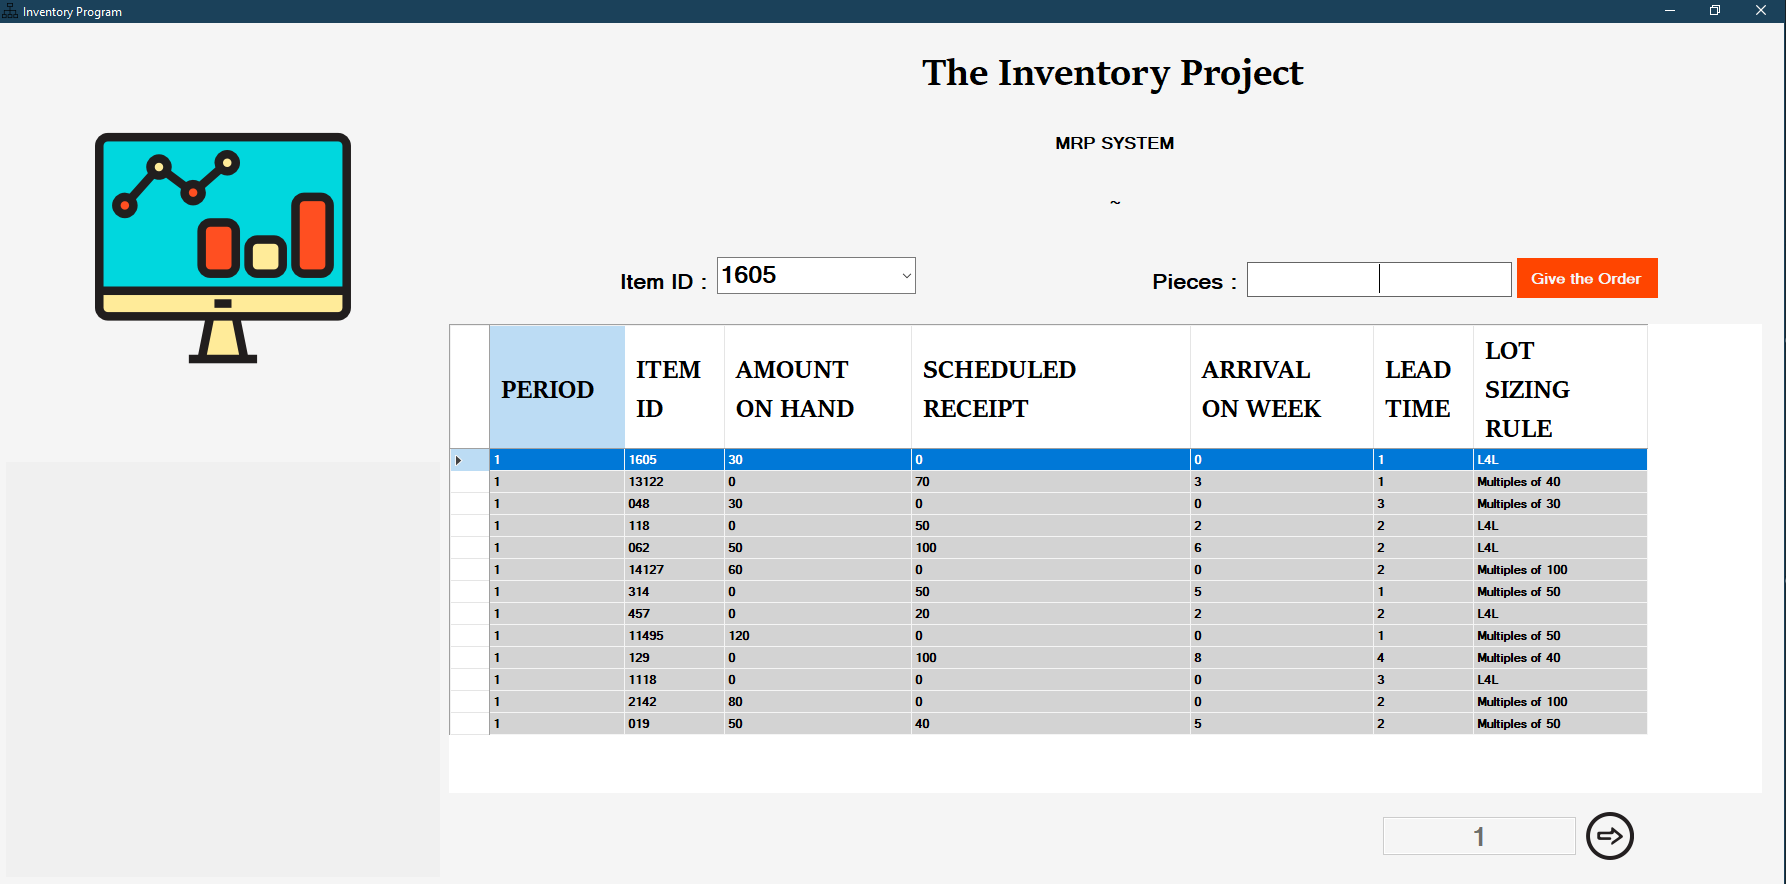 Inventory Program
The Inventory Project
MRP SYSTEM
~
Item ID : 1605 Pieces : Give the Order
PERIOD ITEM ID AMOUNT ON HAND SCHEDULED RECEIPT ARRIVAL ON WEEK LEAD TIME LOT SIZING RULE
1 1605 30 0 0 1 L4L
1 13122 0 70 3 1 Multiples of 40
1 048 30 0 0 3 Multiples of 30
1 118 0 50 2 2 L4L
1 062 50 100 6 2 L4L
1 14127 60 0 0 2 Multiples of 100
1 314 0 50 5 1 Multiples of 50
1 457 0 20 2 2 L4L
1 11495 120 0 0 1 Multiples of 50
1 129 0 100 8 4 Multiples of 40
1 1118 0 0 0 3 L4L
1 2142 80 0 0 2 Multiples of 100
1 019 50 40 5 2 Multiples of 50
1